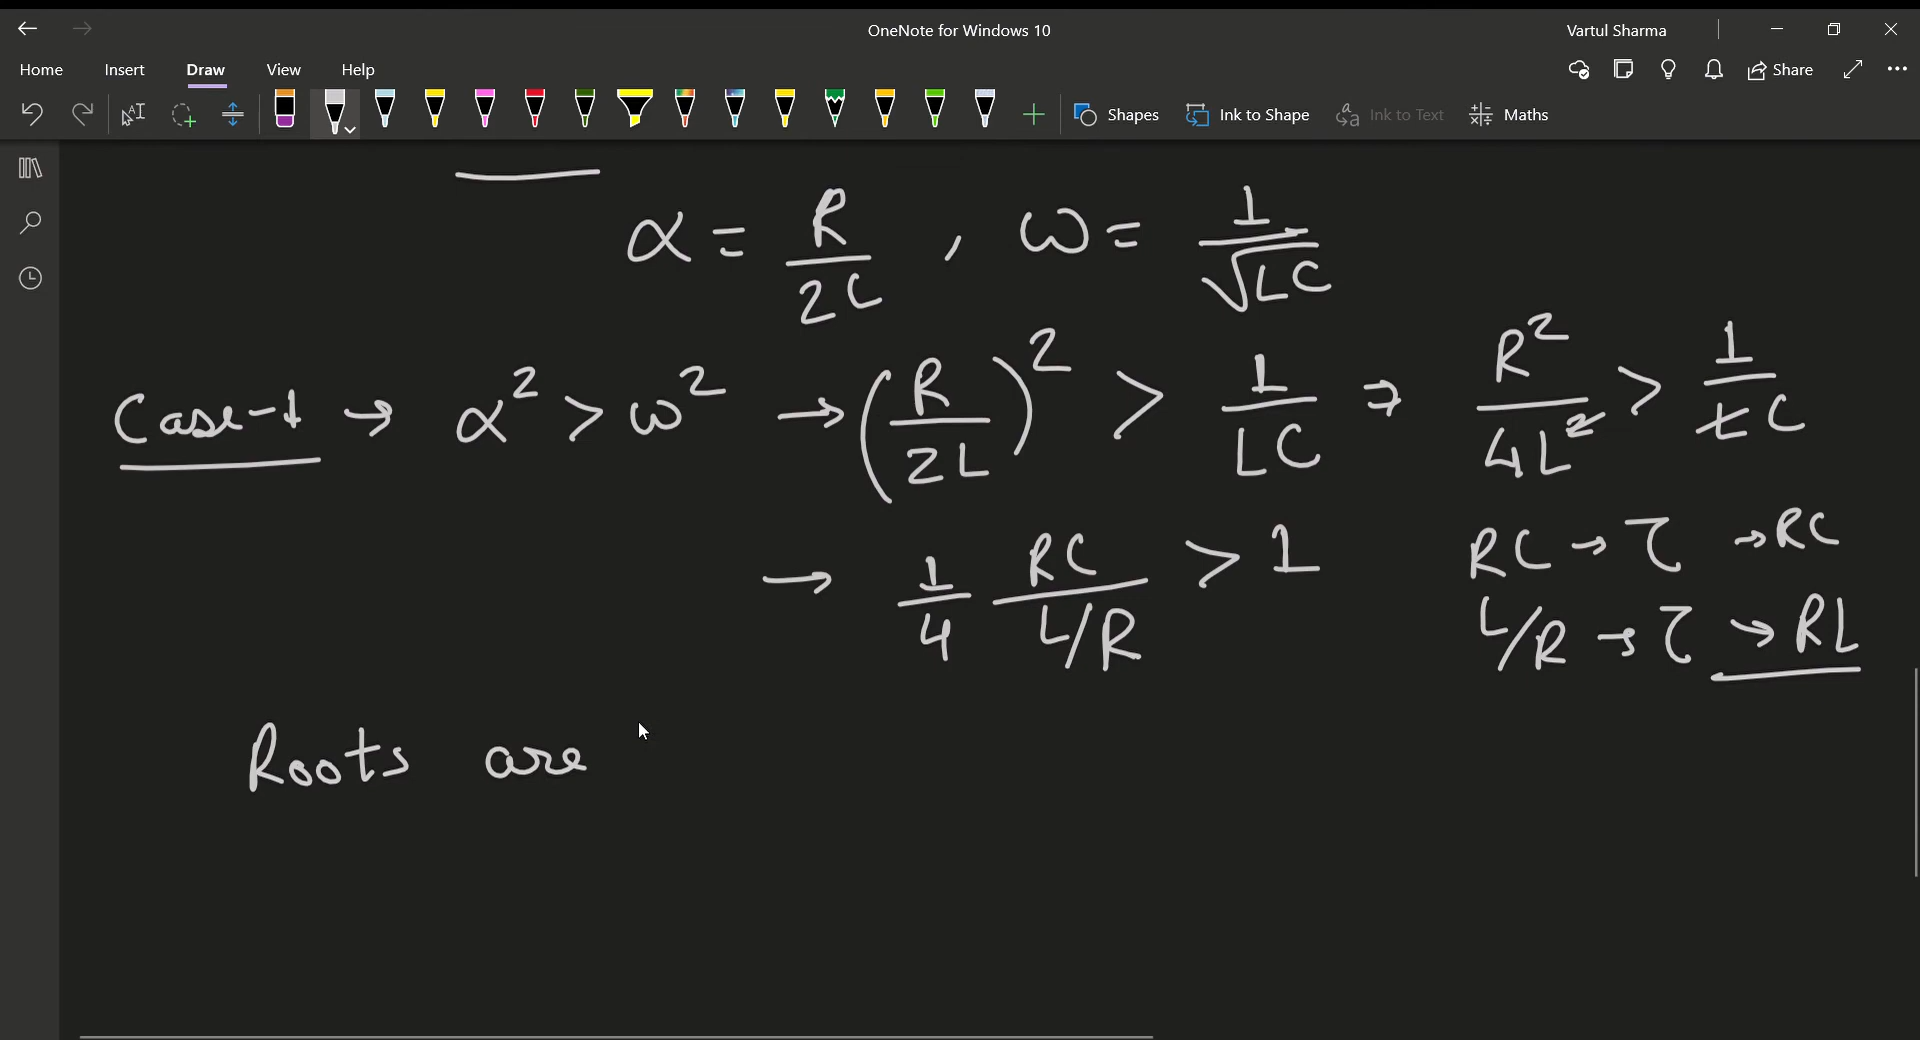 OneNote for Windows 10
Vartul Sharma
Home Insert Draw View Help
Share
Shapes Ink to Shape Ink to Text Maths
α = R/2C , ω = 1/√LC
Case-1 → α² > ω² → (R/2L)² > 1/LC ⇒ R²/4L² > 1/LC
→ 1/4 RC/L/R > 1
RC → τ → RC
L/R → τ → RL
Roots are